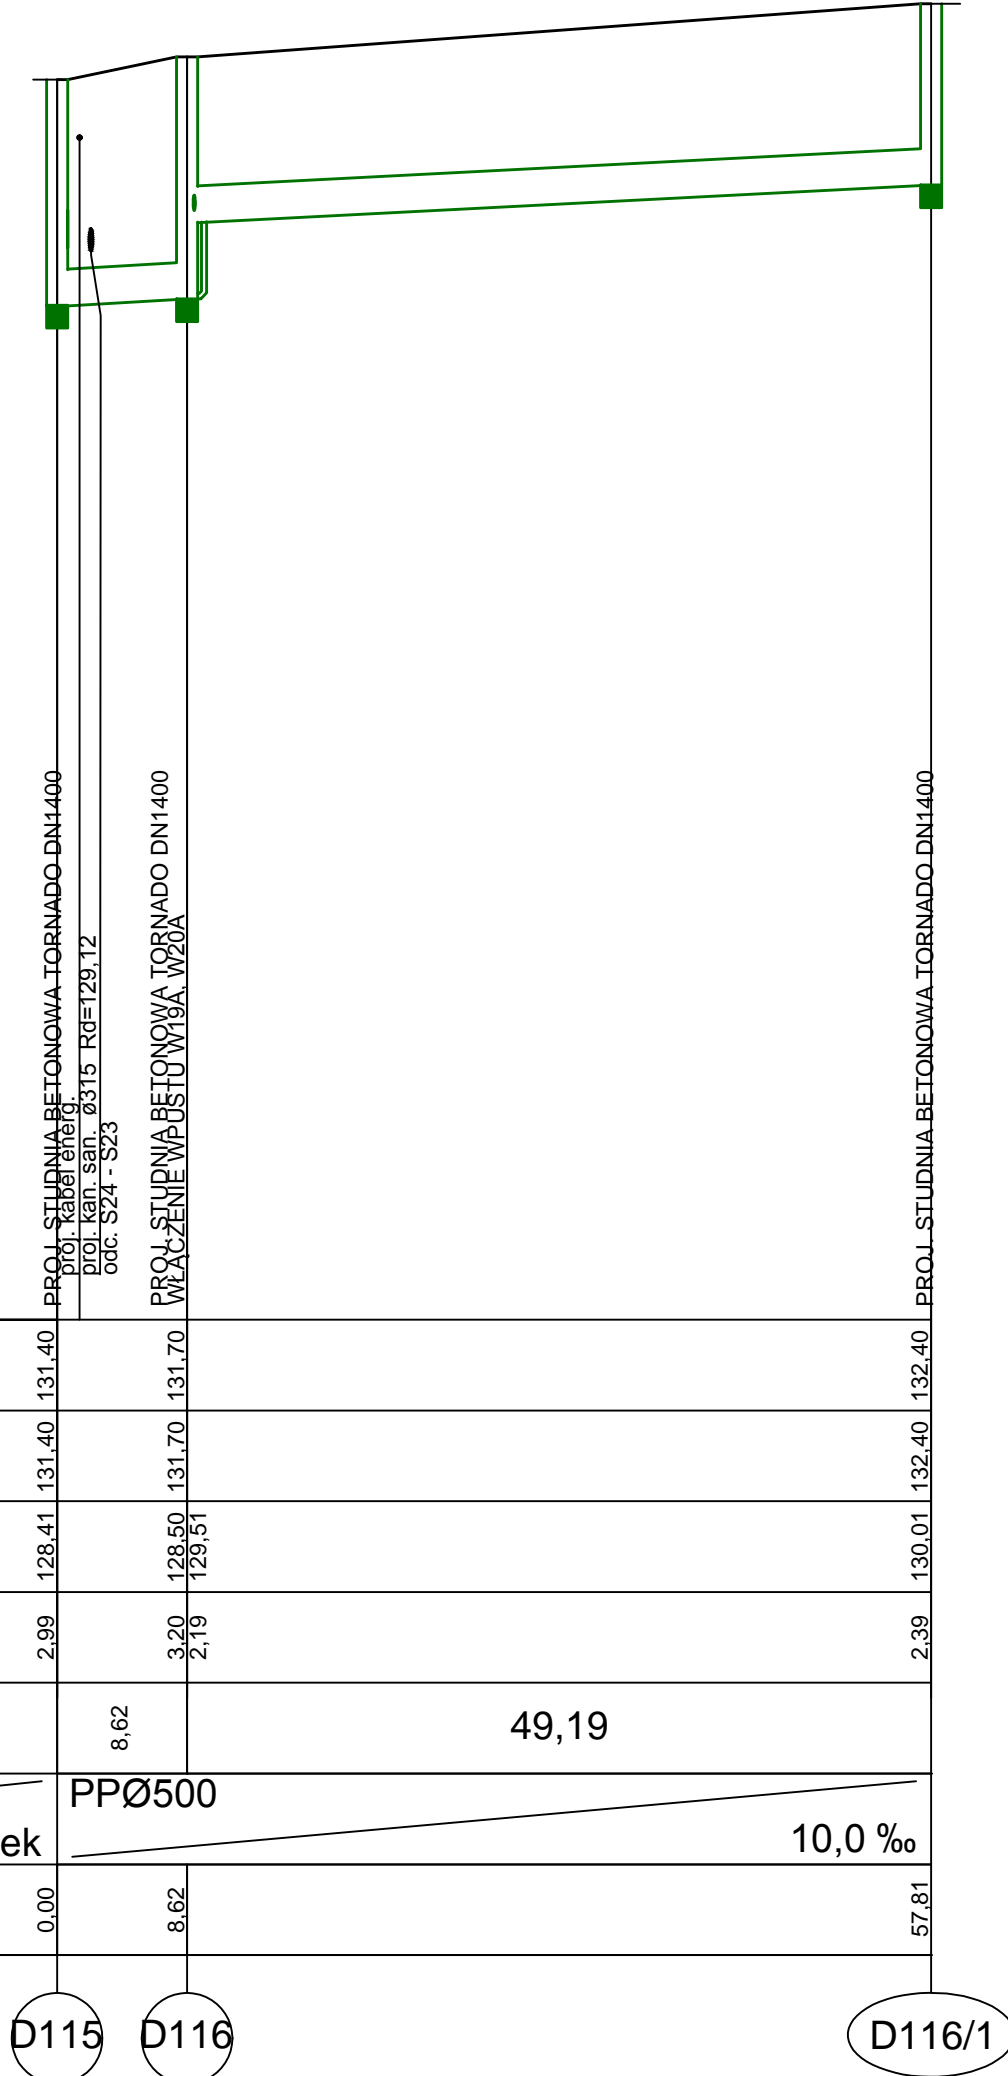 PROJ. STUDNIA BETONOWA TORNADO DN1400
proj. kabel energ.
proj. kan. san. ø315 Rd=129,12
odc. S24 - S23
PROJ. STUDNIA BETONOWA TORNADO DN1400
WŁĄCZENIE WPUSTU W19A, W20A
PROJ. STUDNIA BETONOWA TORNADO DN1400
131,40 131,70 132,40
131,40 131,70 132,40
128,41 128,50 129,51 130,01
2,99 3,20 2,19 2,39
8,62 49,19
PPØ500
ek 10,0 ‰
0,00 8,62 57,81
D115 D116 D116/1